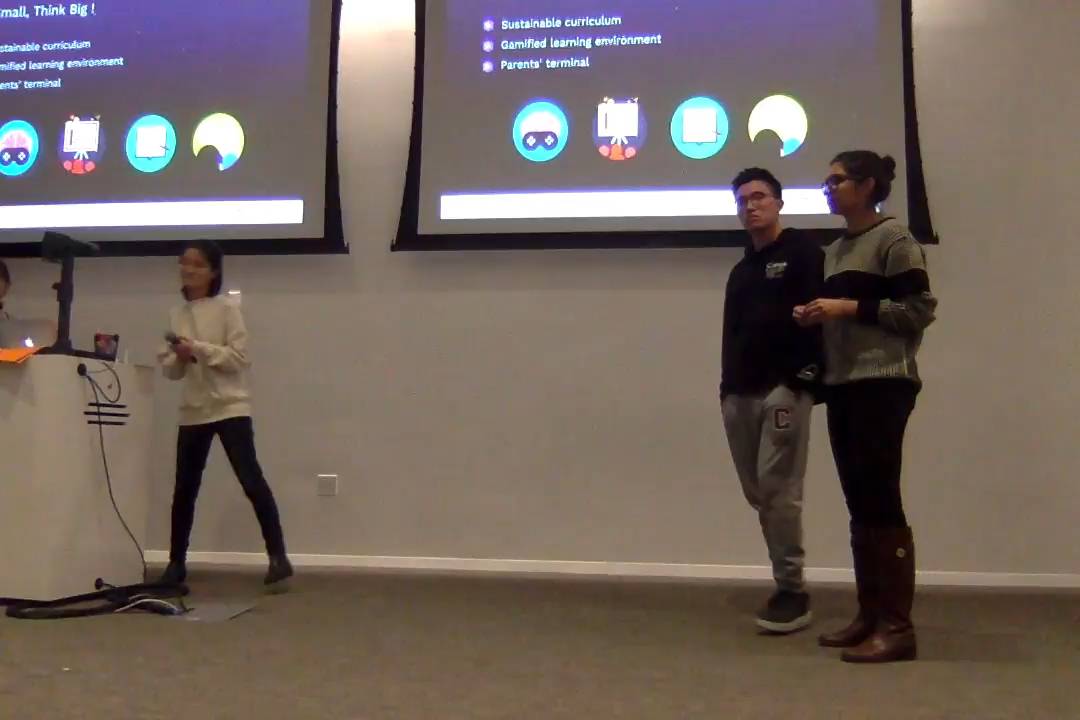 mall, Think Big !
stainable curriculum
mified learning environment
ents' terminal
Sustainable curriculum
Gamified learning environment
Parents' terminal
C